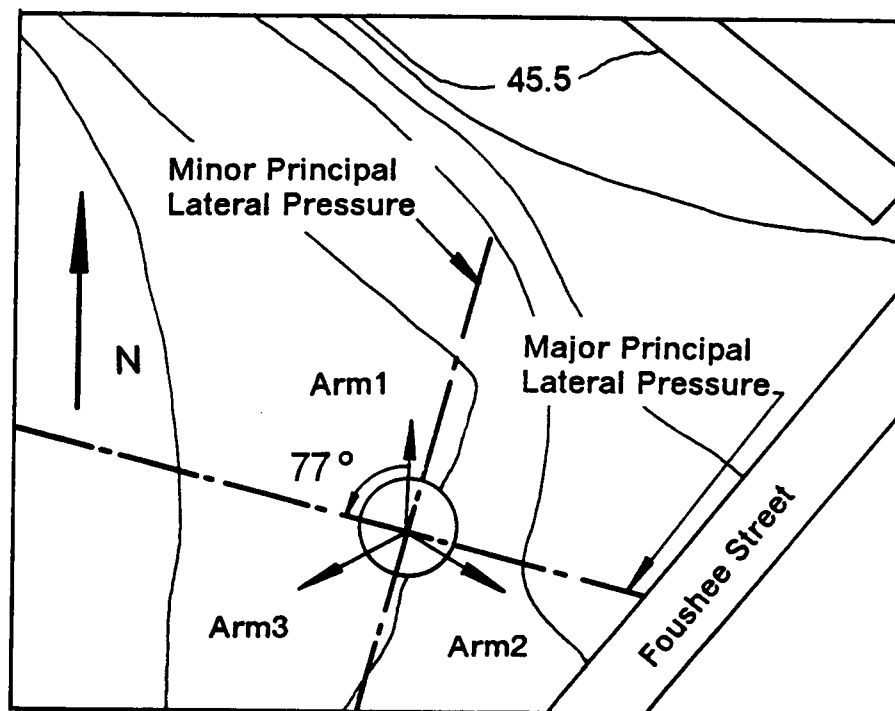 45.5
Minor Principal
Lateral Pressure
N
Major Principal
Lateral Pressure
Arm1
77°
Foushee Street
Arm3
Arm2